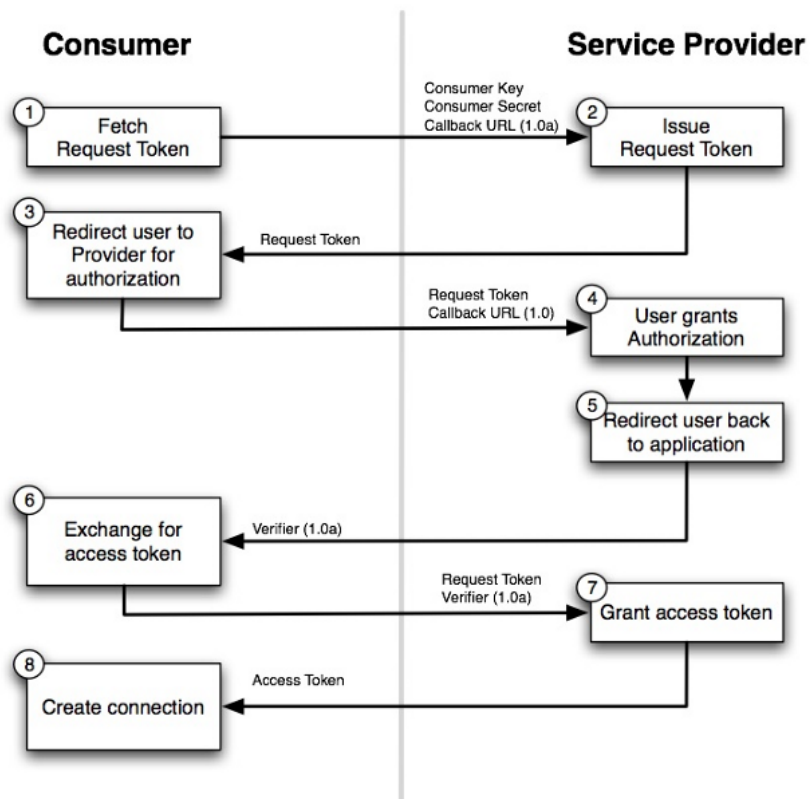 Consumer
Service Provider
Consumer Key
Consumer Secret
Callback URL (1.0a)
1
Fetch
Request Token
2
Issue
Request Token
3
Redirect user to
Provider for
authorization
Request Token
Request Token
Callback URL (1.0)
4
User grants
Authorization
5
Redirect user back
to application
6
Exchange for
access token
Verifier (1.0a)
Request Token
Verifier (1.0a)
7
Grant access token
8
Create connection
Access Token